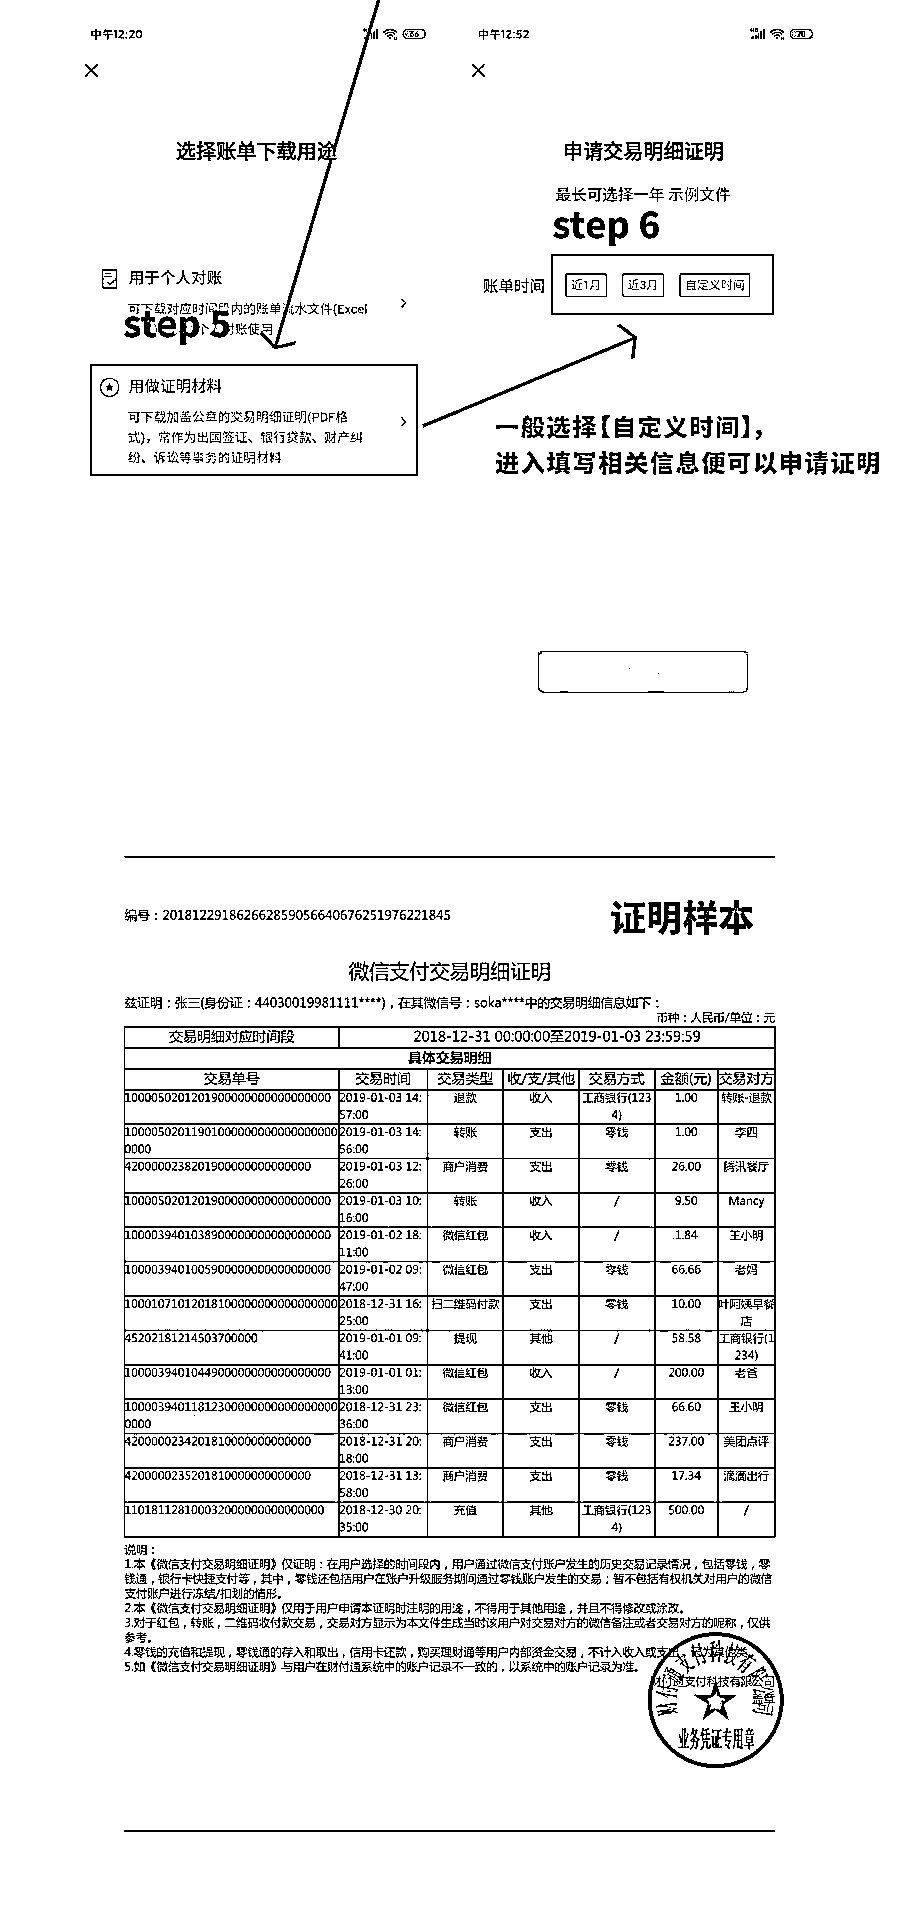 中午12:20
选择账单下载用途
用于个人对账
可下载对应时间段内的账单流水文件(Excel
对账使用
step 5
用做证明材料
可下载加盖公章的交易明细证明(PDF格
式)，常作为出国签证、银行贷款、财产纠
纷、诉讼等事务的证明材料
中午12:52
申请交易明细证明
最长可选择一年 示例文件
step 6
账单时间 近1月 近3月 自定义时间
一般选择【自定义时间】，
进入填写相关信息便可以申请证明
证明样本
微信支付交易明细证明
兹证明：张三(身份证：44030019981111****)，在其微信号：soka****中的交易明细信息如下：
币种：人民币/单位：元
交易明细对应时间段 2018-12-31 00:00:00至2019-01-03 23:59:59
具体交易明细
交易单号 交易时间 交易类型 收/支/其他 交易方式 金额(元) 交易对方
2019-01-03 14:57:00 退款 收入 工商银行(1234) 1.00 转账-退款
2019-01-03 14:56:00 转账 支出 零钱 1.00 李四
2019-01-03 12:26:00 商户消费 支出 零钱 26.00 腾讯餐厅
2019-01-03 10:16:00 转账 收入 / 9.50 Mancy
2019-01-02 18:11:00 微信红包 收入 / 1.84 王小明
2019-01-02 09:47:00 微信红包 支出 零钱 66.66 老妈
2018-12-31 16:25:00 扫二维码付款 支出 零钱 10.00 叶阿姨早餐店
45202181214503700000 2019-01-01 09:41:00 提现 其他 / 58.58 工商银行(1234)
2019-01-01 01:13:00 微信红包 收入 / 200.00 老爸
2018-12-31 23:36:00 微信红包 支出 零钱 66.60 王小明
2018-12-31 20:18:00 商户消费 支出 零钱 237.00 美团点评
2018-12-31 13:58:00 商户消费 支出 零钱 17.34 滴滴出行
2018-12-30 20:35:00 充值 其他 工商银行(1234) 500.00 /
说明：
1.本《微信支付交易明细证明》仅证明：在用户选择的时间段内，用户通过微信支付账户发生的历史交易记录情况，包括零钱，零
钱通，银行卡快捷支付等，其中，零钱还包括用户在账户升级服务期间通过零钱账户发生的交易；暂不包括有权机关对用户的微信
支付账户进行冻结/扣划的情形。
2.本《微信支付交易明细证明》仅用于用户申请本证明时注明的用途，不得用于其他用途，并且不得修改或涂改。
3.对于红包，转账，二维码收付款交易，交易对方显示为本文件生成当时该用户对交易对方的微信备注或者交易对方的昵称，仅供
参考。
4.零钱的充值和提现，零钱通的存入和取出，信用卡还款，购买理财通等用户内部资金交易，不计入收入或支出
5.如《微信支付交易明细证明》与用户在财付通系统中的账户记录不一致的，以系统中的账户记录为准。
财付通支付科技有限公司
业务凭证专用章